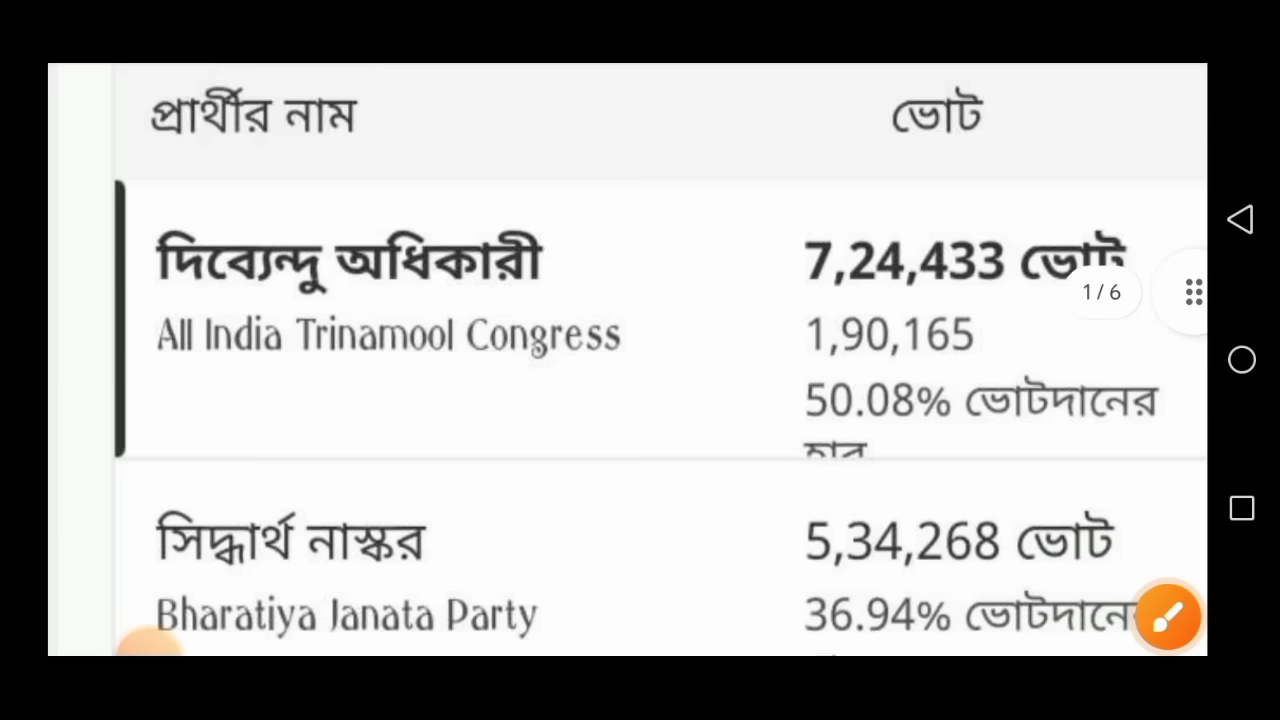 প্রার্থীর নাম ভোট
দিব্যেন্দু অধিকারী 7,24,433 ভোট
1/6
All India Trinamool Congress 1,90,165
50.08% ভোটদানের
হার
সিদ্ধার্থ নাস্কর 5,34,268 ভোট
Bharatiya Janata Party 36.94% ভোটদানের